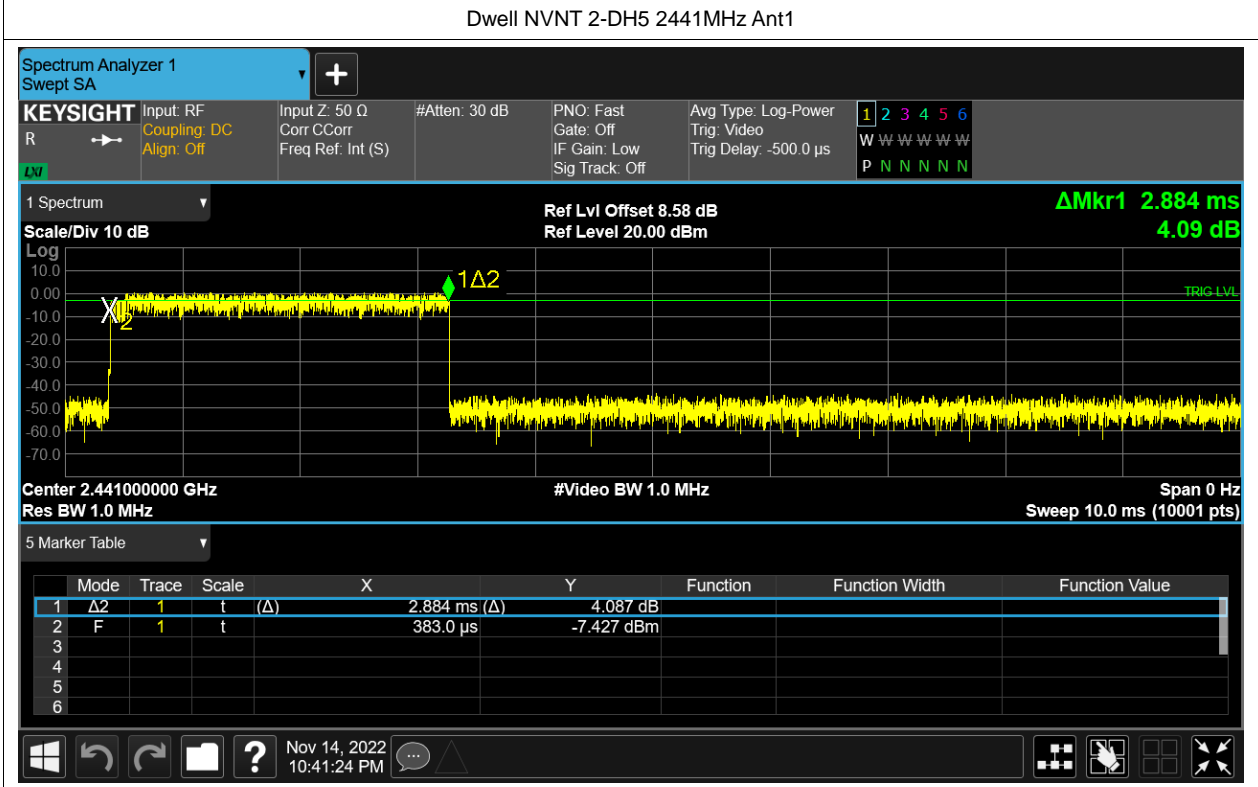 Dwell NVNT 2-DH5 2441MHz Ant1
Spectrum Analyzer 1
Swept SA
KEYSIGHT
R
LXI
Input: RF
Coupling: DC
Align: Off
Input Z: 50 Ω
Corr CCorr
Freq Ref: Int (S)
#Atten: 30 dB
PNO: Fast
Gate: Off
IF Gain: Low
Sig Track: Off
Avg Type: Log-Power
Trig: Video
Trig Delay: -500.0 µs
1 2 3 4 5 6
W W W W W W
P N N N N N
1 Spectrum
Scale/Div 10 dB
Ref Lvl Offset 8.58 dB
Ref Level 20.00 dBm
ΔMkr1 2.884 ms
4.09 dB
Log
10.0
0.00
-10.0
-20.0
-30.0
-40.0
-50.0
-60.0
-70.0
X2
1Δ2
TRIG LVL
Center 2.441000000 GHz
Res BW 1.0 MHz
#Video BW 1.0 MHz
Span 0 Hz
Sweep 10.0 ms (10001 pts)
5 Marker Table
Mode Trace Scale X Y Function Function Width Function Value
1 Δ2 1 t (Δ) 2.884 ms (Δ) 4.087 dB
2 F 1 t 383.0 µs -7.427 dBm
3
4
5
6
?
Nov 14, 2022
10:41:24 PM